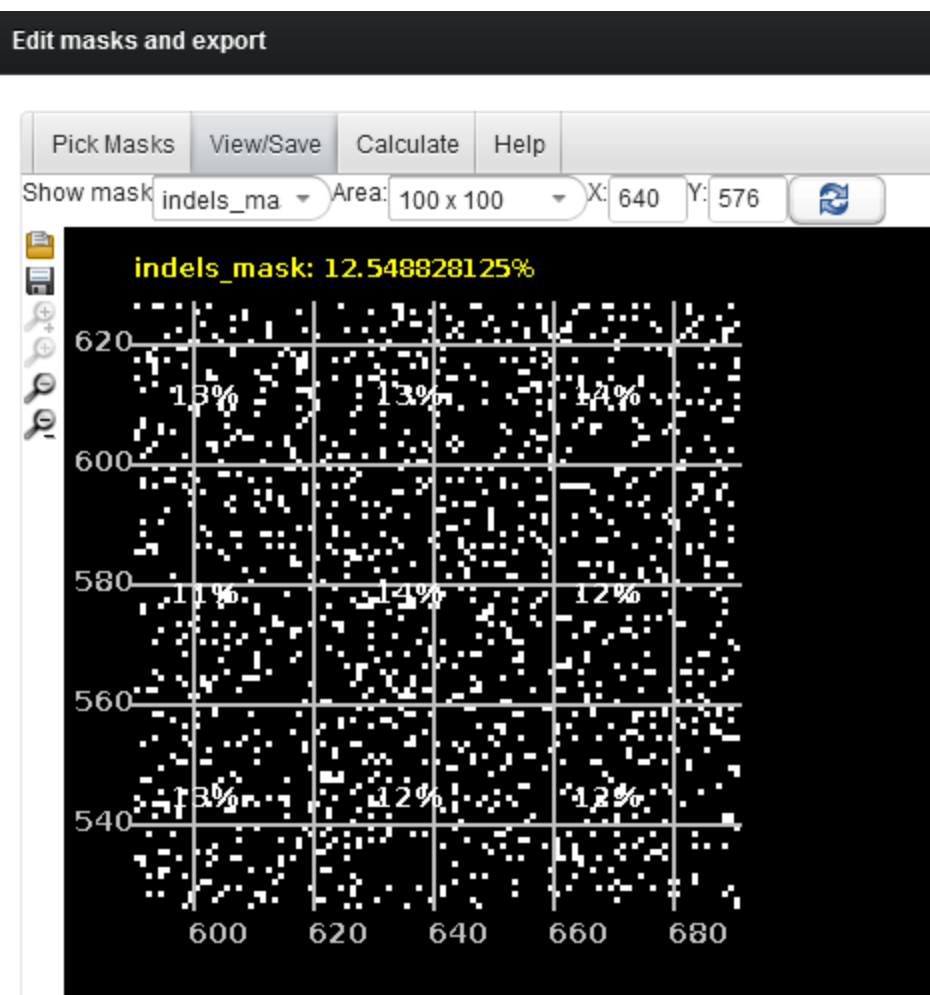 Edit masks and export
Pick Masks View/Save Calculate Help
Show mask indels_ma Area: 100 x 100 X: 640 Y: 576
indels_mask: 12.548828125%
620
13% 13% 14%
600
580
11% 14% 12%
560
13% 12% 12%
540
600 620 640 660 680